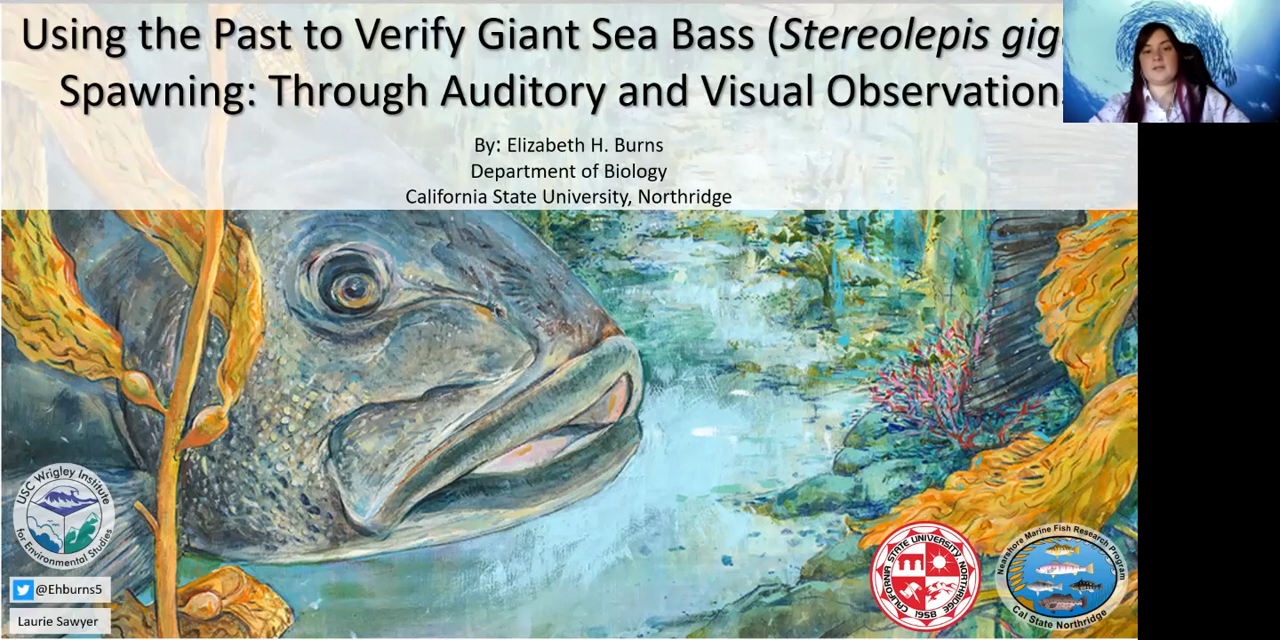 Using the Past to Verify Giant Sea Bass (Stereolepis gig
Spawning: Through Auditory and Visual Observation
By: Elizabeth H. Burns
Department of Biology
California State University, Northridge
USC Wrigley Institute
for Environmental Studies
@Ehburns5
Laurie Sawyer
CALIFORNIA STATE UNIVERSITY, NORTHRIDGE
1958
Nearshore Marine Fish Research Program
Cal State Northridge